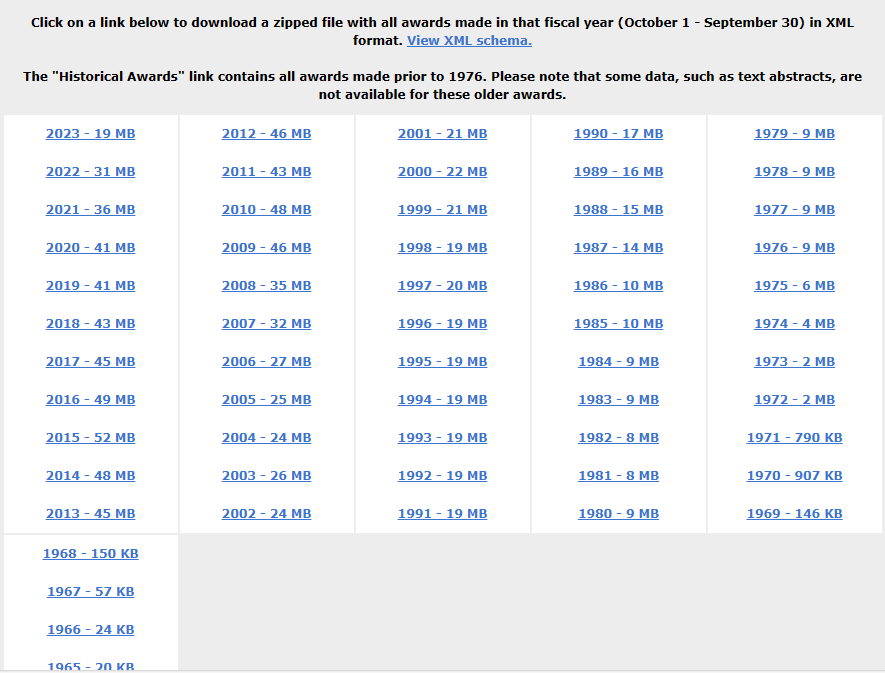 Click on a link below to download a zipped file with all awards made in that fiscal year (October 1 - September 30) in XML
format. View XML schema.
The "Historical Awards" link contains all awards made prior to 1976. Please note that some data, such as text abstracts, are
not available for these older awards.
2023 - 19 MB
2022 - 31 MB
2021 - 36 MB
2020 - 41 MB
2019 - 41 MB
2018 - 43 MB
2017 - 45 MB
2016 - 49 MB
2015 - 52 MB
2014 - 48 MB
2013 - 45 MB
2012 - 46 MB
2011 - 43 MB
2010 - 48 MB
2009 - 46 MB
2008 - 35 MB
2007 - 32 MB
2006 - 27 MB
2005 - 25 MB
2004 - 24 MB
2003 - 26 MB
2002 - 24 MB
2001 - 21 MB
2000 - 22 MB
1999 - 21 MB
1998 - 19 MB
1997 - 20 MB
1996 - 19 MB
1995 - 19 MB
1994 - 19 MB
1993 - 19 MB
1992 - 19 MB
1991 - 19 MB
1990 - 17 MB
1989 - 16 MB
1988 - 15 MB
1987 - 14 MB
1986 - 10 MB
1985 - 10 MB
1984 - 9 MB
1983 - 9 MB
1982 - 8 MB
1981 - 8 MB
1980 - 9 MB
1979 - 9 MB
1978 - 9 MB
1977 - 9 MB
1976 - 9 MB
1975 - 6 MB
1974 - 4 MB
1973 - 2 MB
1972 - 2 MB
1971 - 790 KB
1970 - 907 KB
1969 - 146 KB
1968 - 150 KB
1967 - 57 KB
1966 - 24 KB
1965 - 20 KB